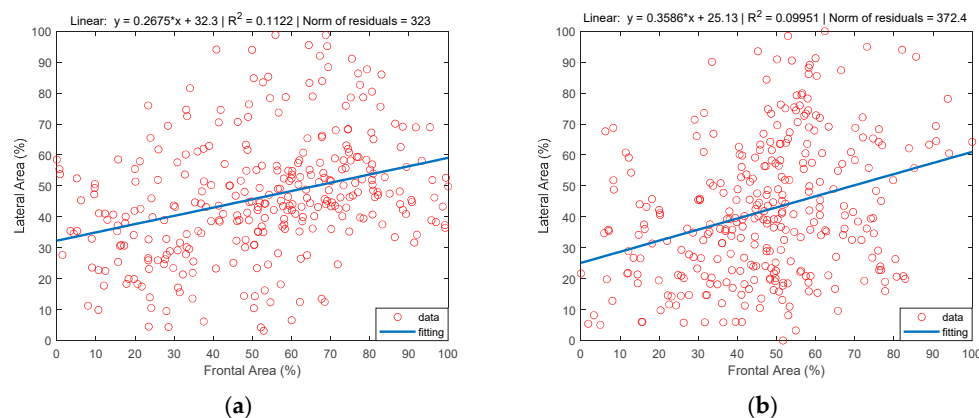 Linear: y = 0.2675*x + 32.3 | R² = 0.1122 | Norm of residuals = 323
100
90
80
70
60
50
40
30
20
10
0
Lateral Area (%)
data
fitting
0 10 20 30 40 50 60 70 80 90 100
Frontal Area (%)
(a)
Linear: y = 0.3586*x + 25.13 | R² = 0.09951 | Norm of residuals = 372.4
100
90
80
70
60
50
40
30
20
10
0
Lateral Area (%)
data
fitting
0 10 20 30 40 50 60 70 80 90 100
Frontal Area (%)
(b)